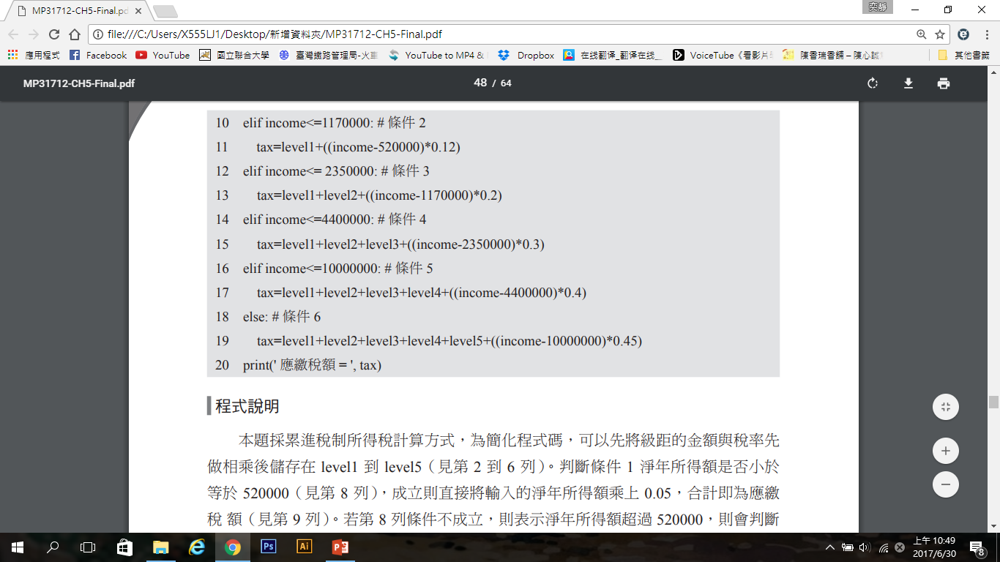 MP31712-CH5-Final.pd
奕靜
file:///C:/Users/X555LJ1/Desktop/新增資料夾/MP31712-CH5-Final.pdf
應用程式 Facebook YouTube 國立聯合大學 臺灣鐵路管理局-火車 YouTube to MP4 & Dropbox 在线翻译_翻译在线_ VoiceTube《看影片 陳香瑞香舖 – 陳心誠 其他書籤
MP31712-CH5-Final.pdf 48 / 64
10 elif income<=1170000: # 條件 2
11 tax=level1+((income-520000)*0.12)
12 elif income<= 2350000: # 條件 3
13 tax=level1+level2+((income-1170000)*0.2)
14 elif income<=4400000: # 條件 4
15 tax=level1+level2+level3+((income-2350000)*0.3)
16 elif income<=10000000: # 條件 5
17 tax=level1+level2+level3+level4+((income-4400000)*0.4)
18 else: # 條件 6
19 tax=level1+level2+level3+level4+level5+((income-10000000)*0.45)
20 print(' 應繳稅額 = ', tax)
程式說明
本題採累進稅制所得稅計算方式，為簡化程式碼，可以先將級距的金額與稅率先
做相乘後儲存在 level1 到 level5（見第 2 到 6 列）。判斷條件 1 淨年所得額是否小於
等於 520000（見第 8 列），成立則直接將輸入的淨年所得額乘上 0.05，合計即為應繳
稅 額（見第 9 列）。若第 8 列條件不成立，則表示淨年所得額超過 520000，則會判斷
Ps Ai
上午 10:49
2017/6/30
8